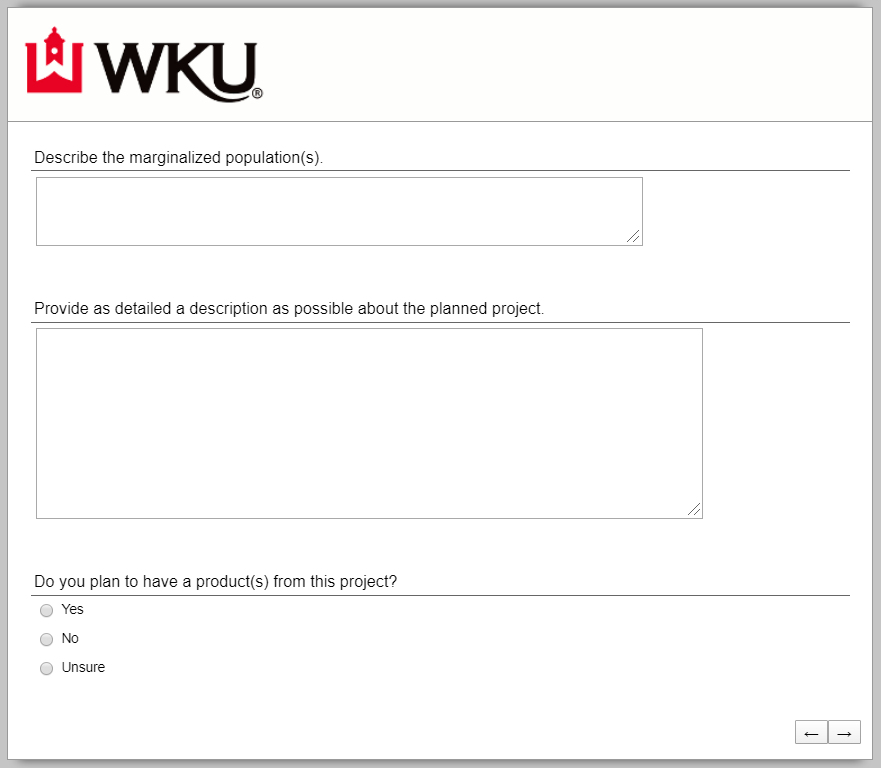 WKU®
Describe the marginalized population(s).
Provide as detailed a description as possible about the planned project.
Do you plan to have a product(s) from this project?
Yes
No
Unsure
← →